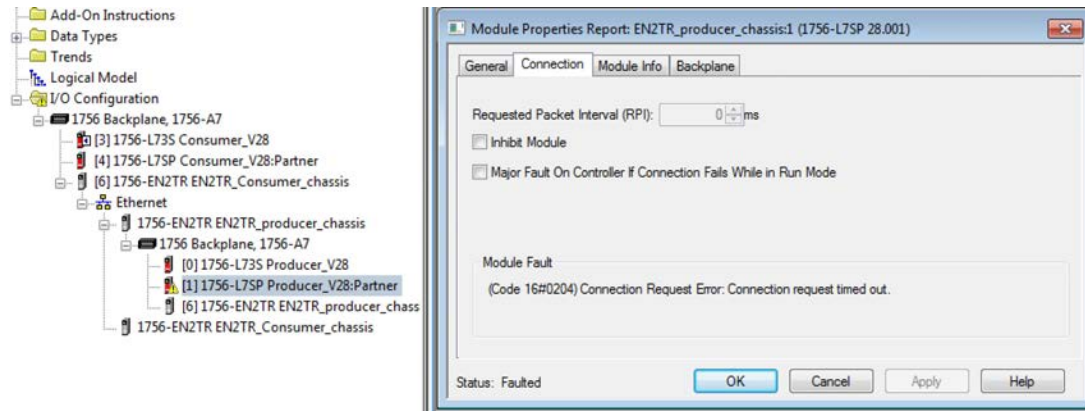 Add-On Instructions
Data Types
Trends
Logical Model
I/O Configuration
1756 Backplane, 1756-A7
[3] 1756-L73S Consumer_V28
[4] 1756-L7SP Consumer_V28:Partner
[6] 1756-EN2TR EN2TR_Consumer_chassis
Ethernet
1756-EN2TR EN2TR_producer_chassis
1756 Backplane, 1756-A7
[0] 1756-L73S Producer_V28
[1] 1756-L7SP Producer_V28:Partner
[6] 1756-EN2TR EN2TR_producer_chass
1756-EN2TR EN2TR_Consumer_chassis
Module Properties Report: EN2TR_producer_chassis:1 (1756-L7SP 28.001)
General Connection Module Info Backplane
Requested Packet Interval (RPI): 0 ms
Inhibit Module
Major Fault On Controller If Connection Fails While in Run Mode
Module Fault
(Code 16#0204) Connection Request Error: Connection request timed out.
Status: Faulted OK Cancel Apply Help